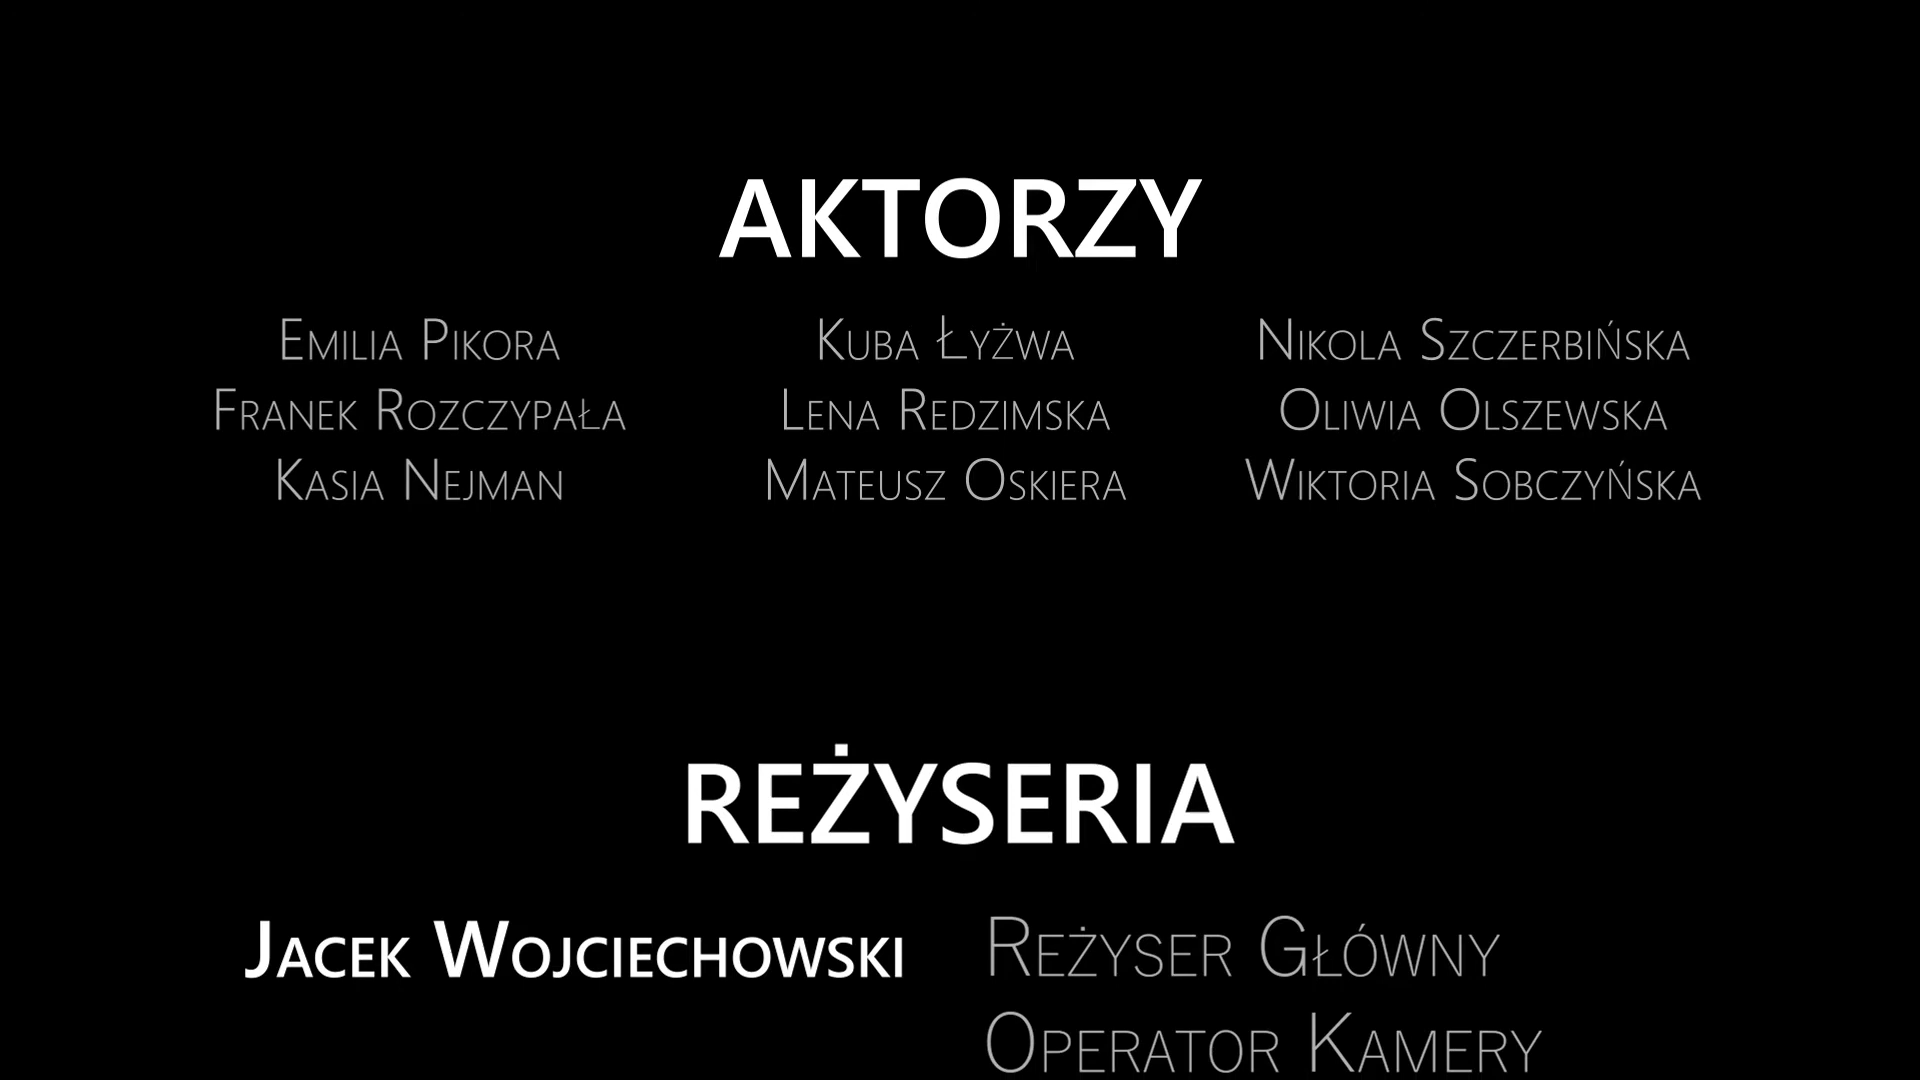 AKTORZY
Emilia Pikora
Franek Rozczypała
Kasia Nejman
Kuba Łyżwa
Lena Redzimska
Mateusz Oskiera
Nikola Szczerbińska
Oliwia Olszewska
Wiktoria Sobczyńska
REŻYSERIA
Jacek Wojciechowski
Reżyser Główny
Operator Kamery